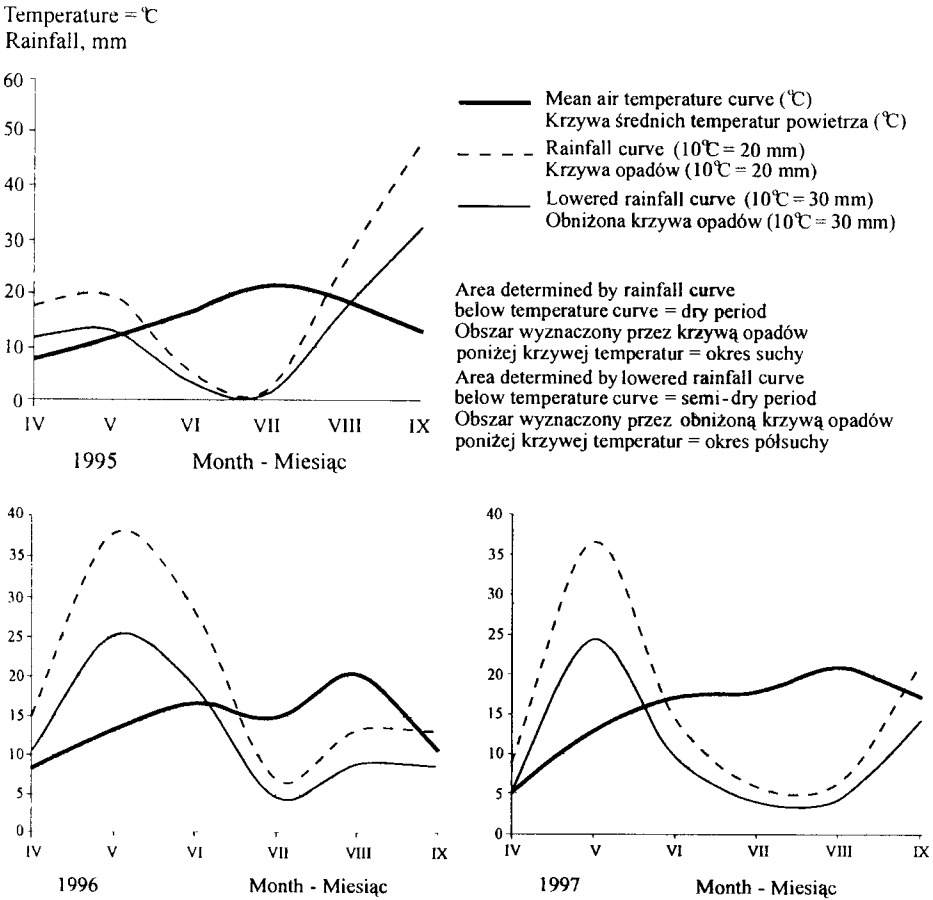 Temperature = ℃
Rainfall, mm
60
50
40
30
20
10
0
IV V VI VII VIII IX
1995 Month - Miesiąc
Mean air temperature curve (℃)
Krzywa średnich temperatur powietrza (℃)
Rainfall curve (10℃ = 20 mm)
Krzywa opadów (10℃ = 20 mm)
Lowered rainfall curve (10℃ = 30 mm)
Obniżona krzywa opadów (10℃ = 30 mm)
Area determined by rainfall curve
below temperature curve = dry period
Obszar wyznaczony przez krzywą opadów
poniżej krzywej temperatur = okres suchy
Area determined by lowered rainfall curve
below temperature curve = semi-dry period
Obszar wyznaczony przez obniżoną krzywą opadów
poniżej krzywej temperatur = okres półsuchy
40
35
30
25
20
15
10
5
0
IV V VI VII VIII IX
1996 Month - Miesiąc
40
35
30
25
20
15
10
5
0
IV V VI VII VIII IX
1997 Month - Miesiąc